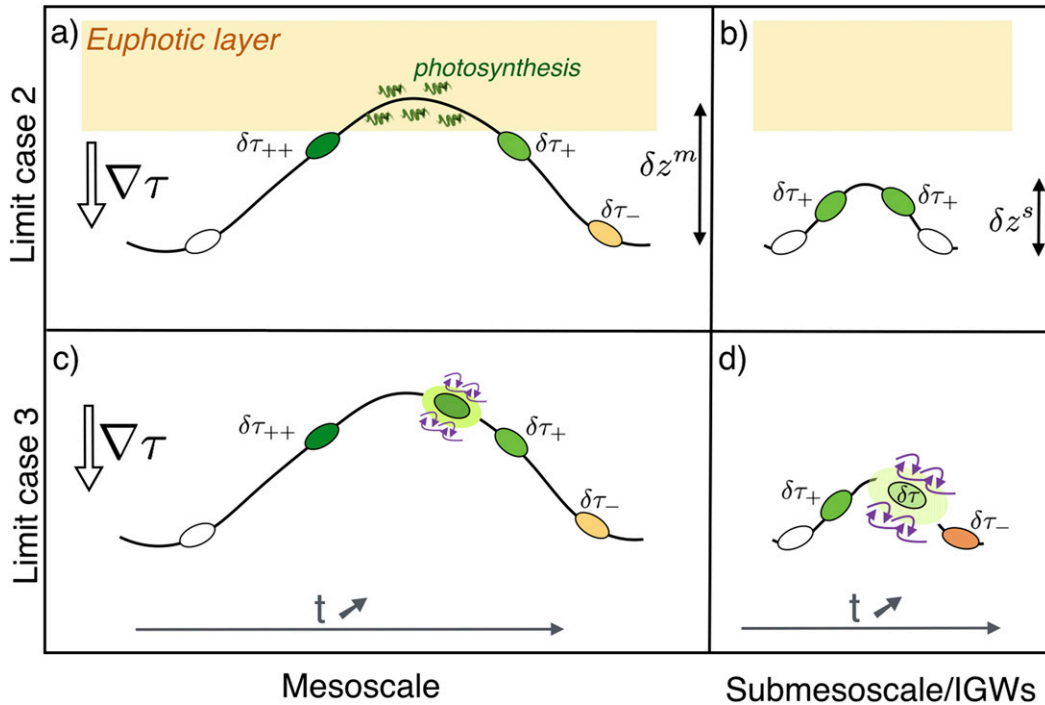 Limit case 2
a)
Euphotic layer
photosynthesis
δτ++
δτ+
δz^m
∇τ
δτ−
b)
δτ+
δτ+
δz^s
Limit case 3
c)
∇τ
δτ++
δτ+
δτ−
t
d)
δτ+
δτ
δτ−
t
Mesoscale
Submesoscale/IGWs